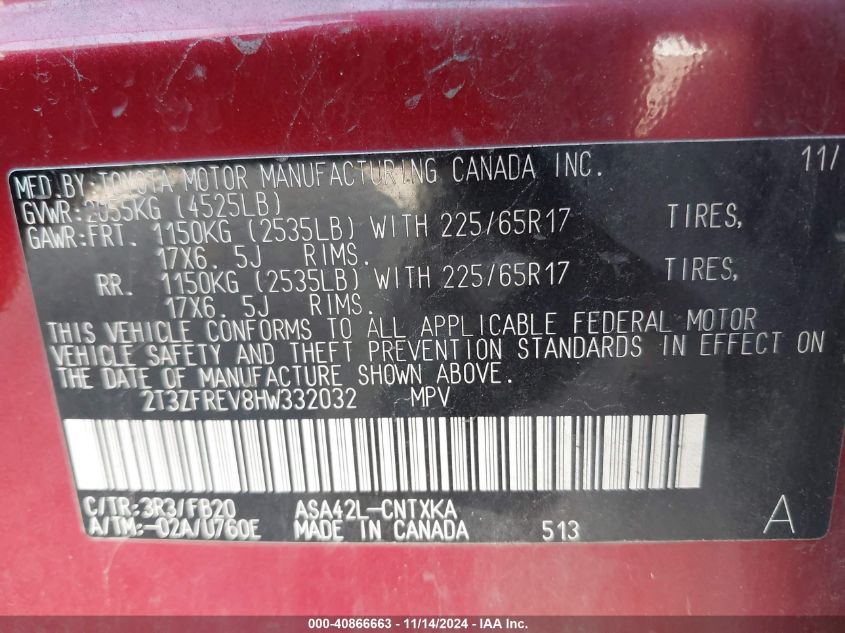 MFD.BY:TOYOTA MOTOR MANUFACTURING CANADA INC. 11/
GVWR:2055KG (4525LB)
GAWR:FRT. 1150KG (2535LB) WITH 225/65R17 TIRES,
17X6. 5J RIMS.
RR. 1150KG (2535LB) WITH 225/65R17 TIRES,
17X6. 5J RIMS.
THIS VEHICLE CONFORMS TO ALL APPLICABLE FEDERAL MOTOR
VEHICLE SAFETY AND THEFT PREVENTION STANDARDS IN EFFECT ON
THE DATE OF MANUFACTURE SHOWN ABOVE.
2T3ZFREV8HW332032 MPV
C/TR:3R3/FB20 ASA42L-CNTXKA
A/TM:-02A/U760E MADE IN CANADA 513 A
000-40866663 - 11/14/2024 - IAA Inc.